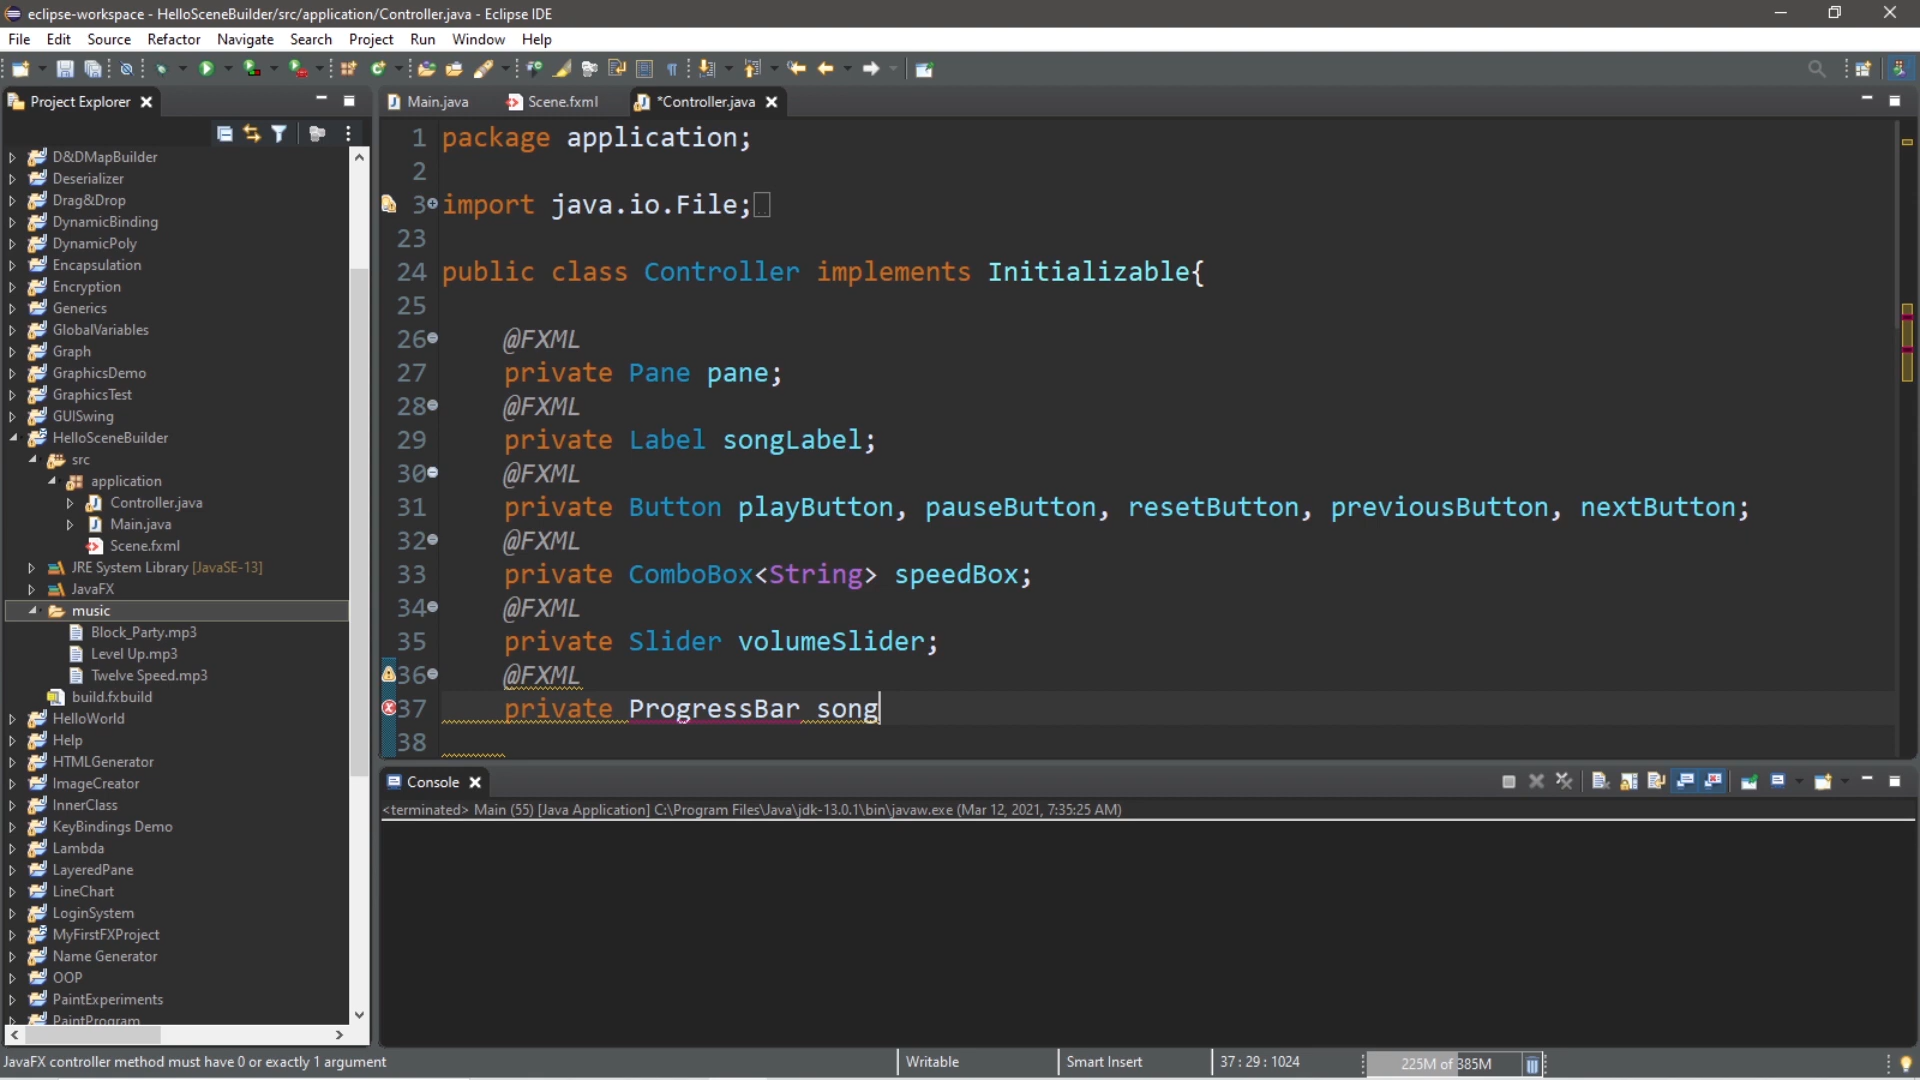 eclipse-workspace - HelloSceneBuilder/src/application/Controller.java - Eclipse IDE
File Edit Source Refactor Navigate Search Project Run Window Help
Project Explorer
D&DMapBuilder
Deserializer
Drag&Drop
DynamicBinding
DynamicPoly
Encapsulation
Encryption
Generics
GlobalVariables
Graph
GraphicsDemo
GraphicsTest
GUISwing
HelloSceneBuilder
src
application
Controller.java
Main.java
Scene.fxml
JRE System Library [JavaSE-13]
JavaFX
music
Block_Party.mp3
Level Up.mp3
Twelve Speed.mp3
build.fxbuild
HelloWorld
Help
HTMLGenerator
ImageCreator
InnerClass
KeyBindings Demo
Lambda
LayeredPane
LineChart
LoginSystem
MyFirstFXProject
Name Generator
OOP
PaintExperiments
PaintProgram
Main.java Scene.fxml *Controller.java
1 package application;
2
3 import java.io.File;
23
24 public class Controller implements Initializable{
25
26 @FXML
27 private Pane pane;
28 @FXML
29 private Label songLabel;
30 @FXML
31 private Button playButton, pauseButton, resetButton, previousButton, nextButton;
32 @FXML
33 private ComboBox<String> speedBox;
34 @FXML
35 private Slider volumeSlider;
36 @FXML
37 private ProgressBar song
38
Console
<terminated> Main (55) [Java Application] C:\Program Files\Java\jdk-13.0.1\bin\javaw.exe (Mar 12, 2021, 7:35:25 AM)
JavaFX controller method must have 0 or exactly 1 argument
Writable
Smart Insert
37 : 29 : 1024
225M of 385M